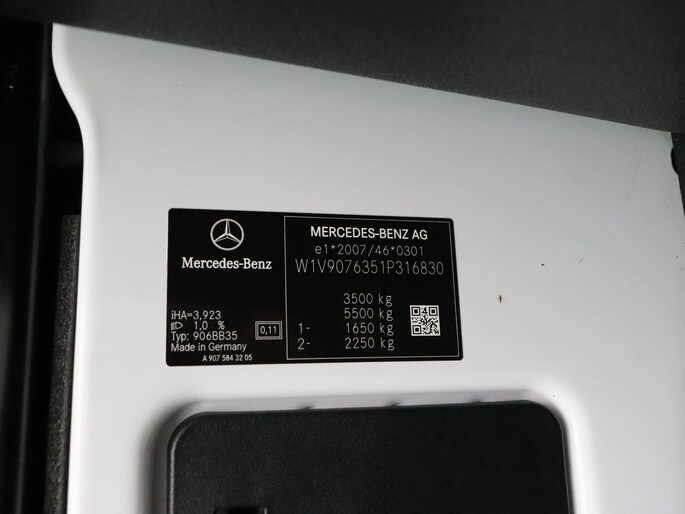 Mercedes-Benz
iHA=3,923
1,0 %
Typ: 906BB35
Made in Germany
0,11
A 907 584 32 05
MERCEDES-BENZ AG
e1*2007/46*0301
W1V9076351P316830
3500 kg
5500 kg
1- 1650 kg
2- 2250 kg